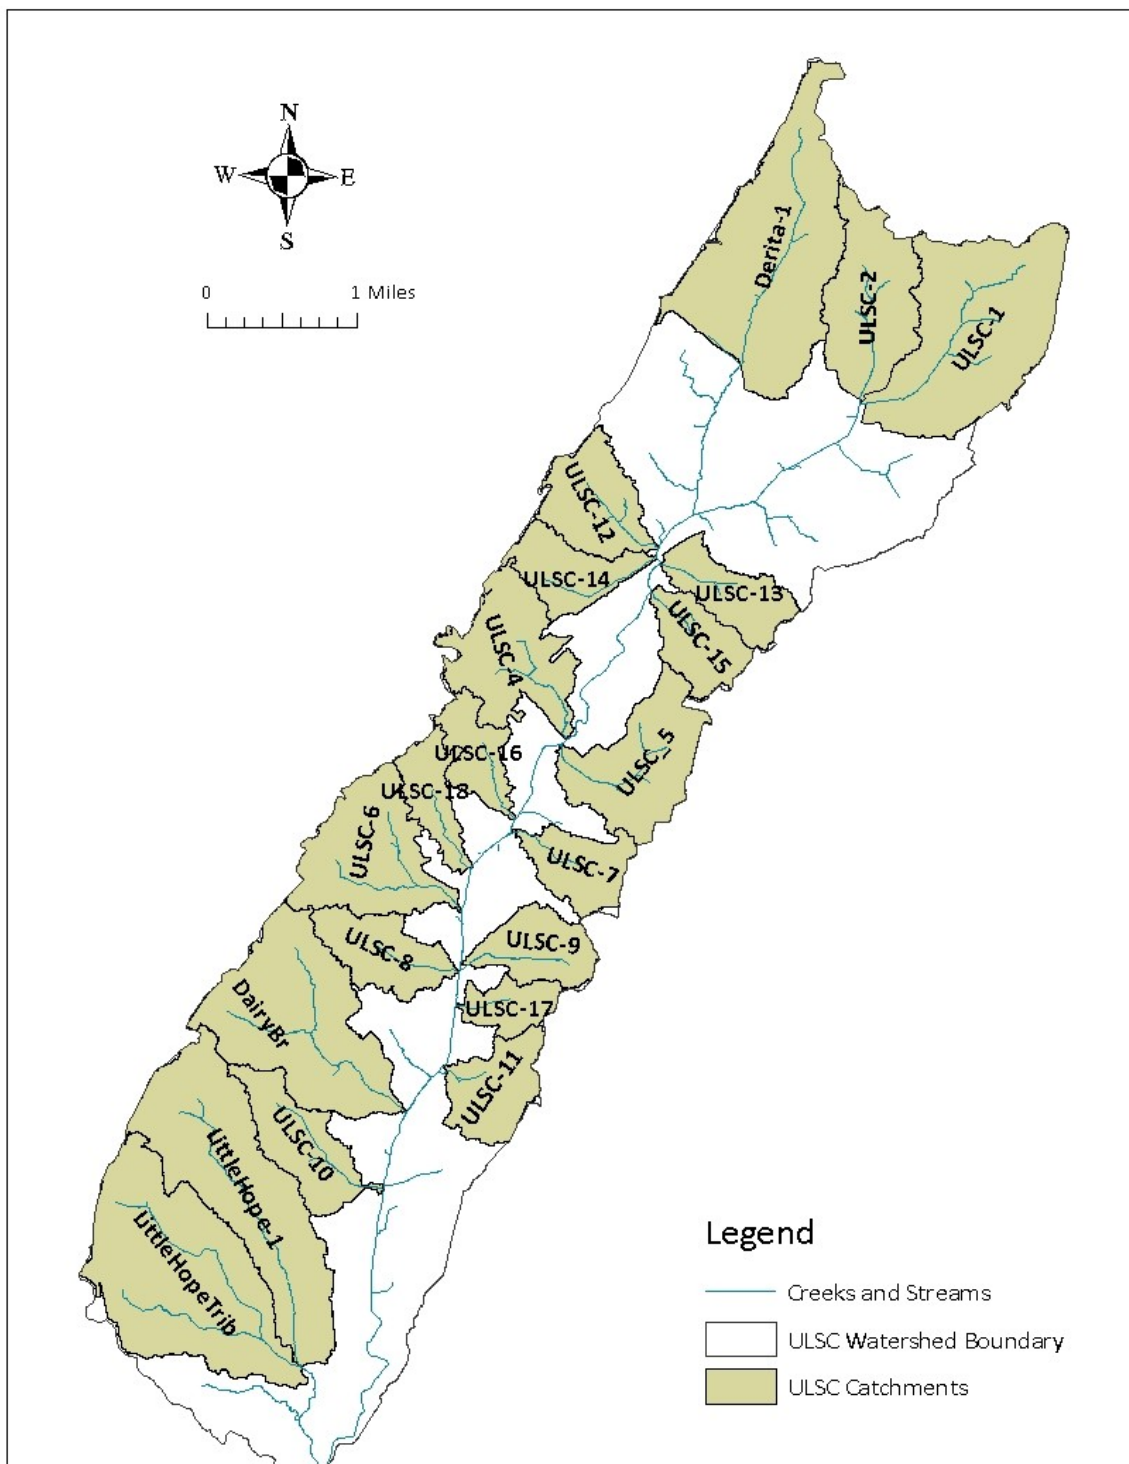 N
W E
S
0 1 Miles
Derita-1
ULSC-2
ULSC-1
ULSC-12
ULSC-14
ULSC-13
ULSC-15
ULSC-4
ULSC_5
ULSC-16
ULSC-18
ULSC-6
ULSC-7
ULSC-9
ULSC-8
DairyBr
ULSC-17
ULSC-11
ULSC-10
LittleHope-1
LittleHopeTrib
Legend
Creeks and Streams
ULSC Watershed Boundary
ULSC Catchments